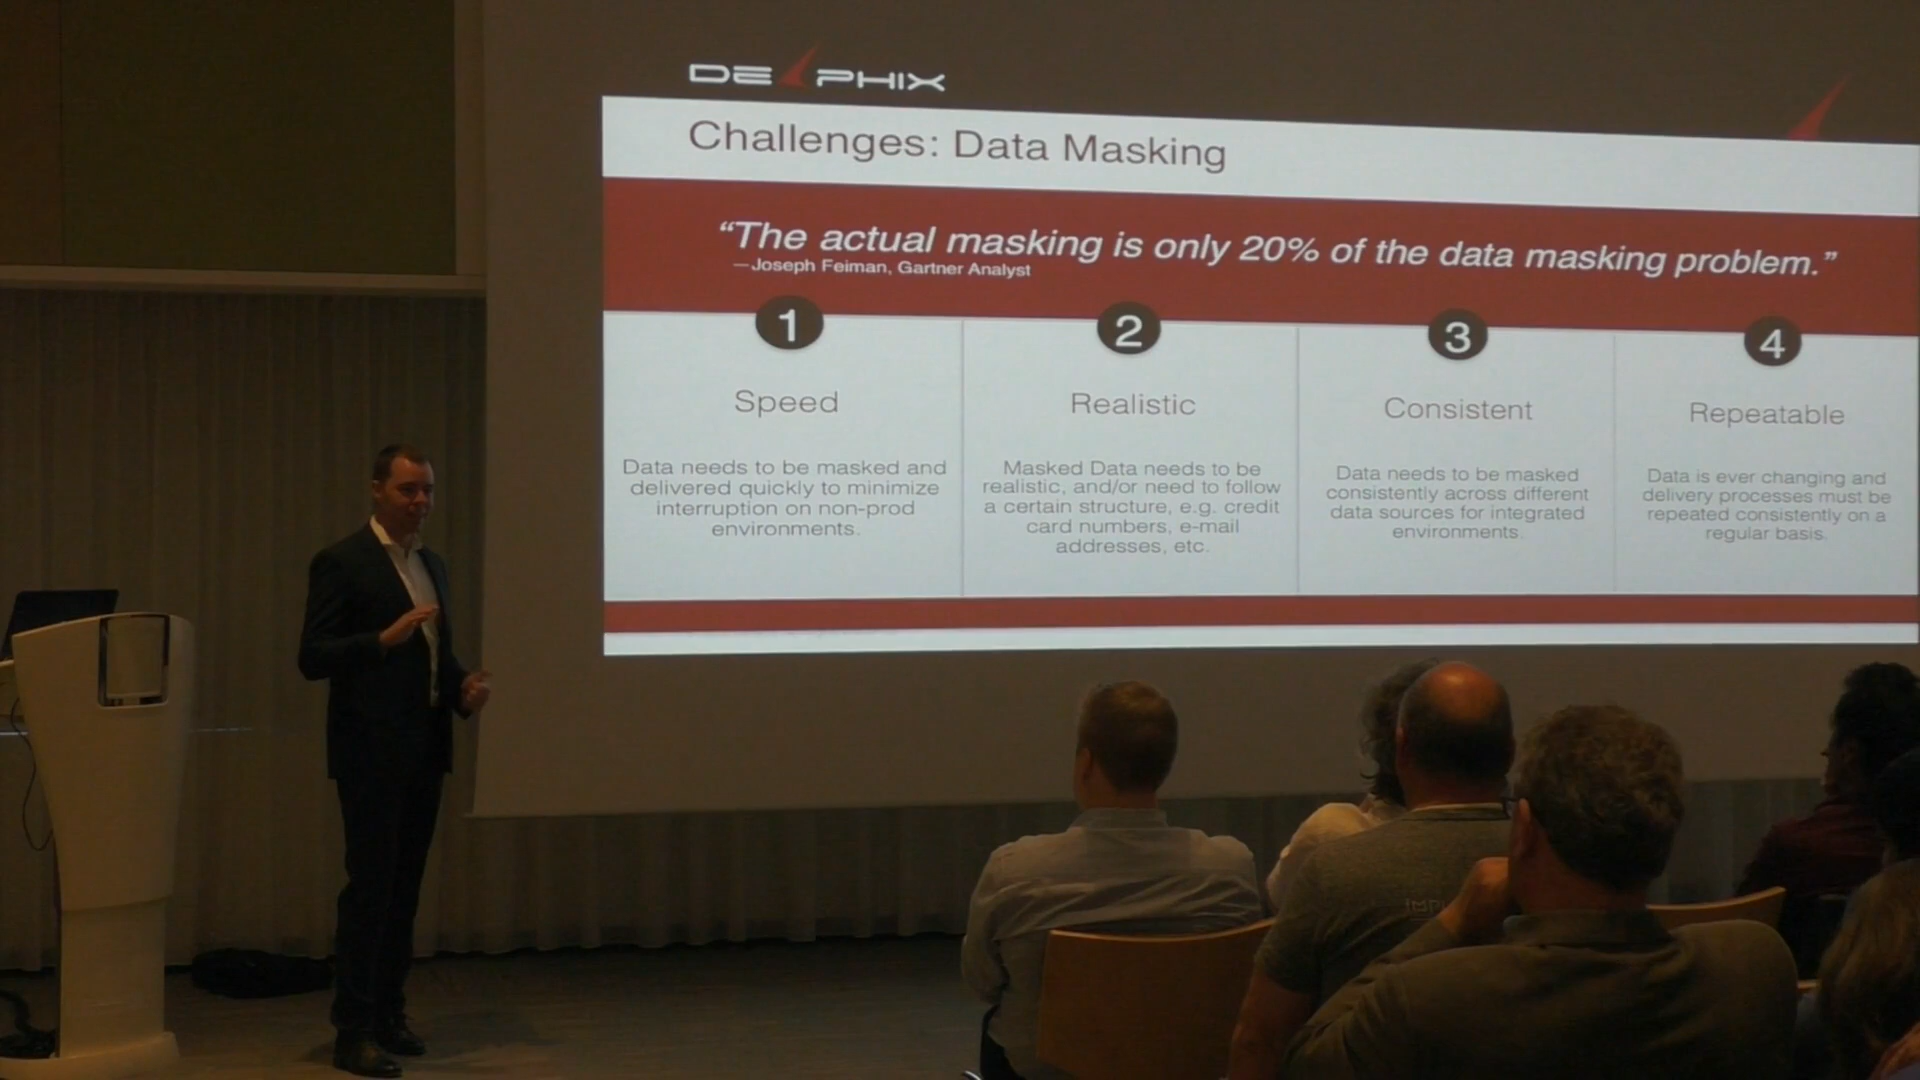 DELPHIX
Challenges: Data Masking
“The actual masking is only 20% of the data masking problem.”
—Joseph Feiman, Gartner Analyst
1
Speed
Data needs to be masked and
delivered quickly to minimize
interruption on non-prod
environments.
2
Realistic
Masked Data needs to be
realistic, and/or need to follow
a certain structure, e.g. credit
card numbers, e-mail
addresses, etc.
3
Consistent
Data needs to be masked
consistently across different
data sources for integrated
environments.
4
Repeatable
Data is ever changing and
delivery processes must be
repeated consistently on a
regular basis.